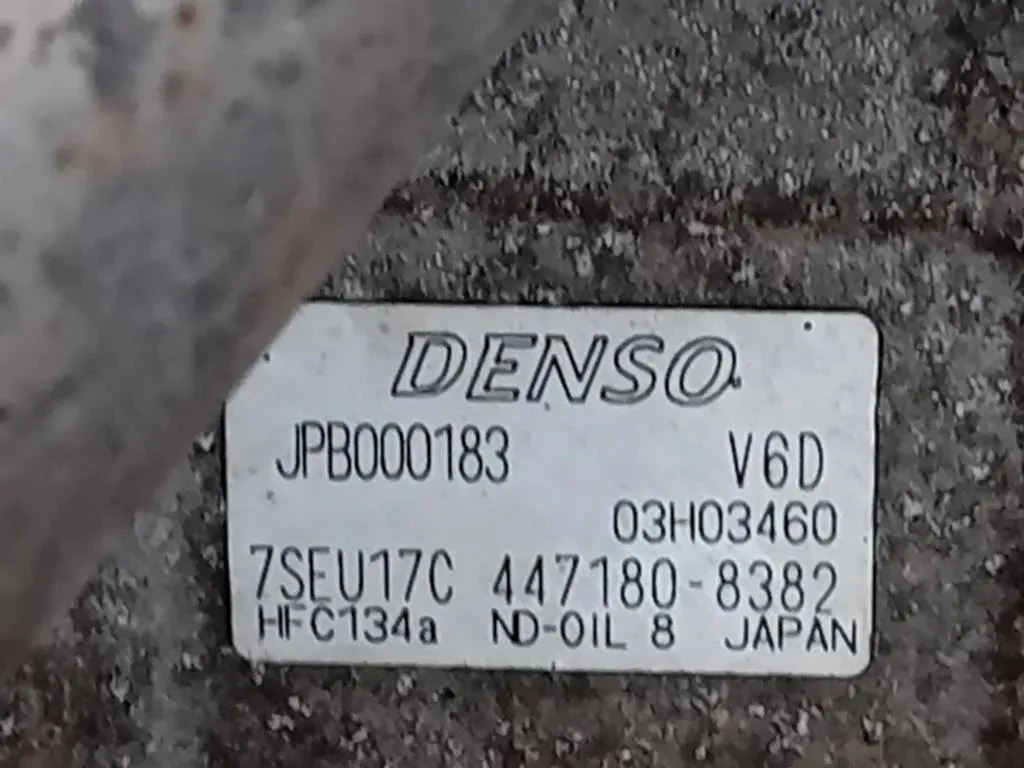 DENSO
JPB000183 V6D
03H03460
7SEU17C 447180-8382
HFC134a ND-OIL 8 JAPAN